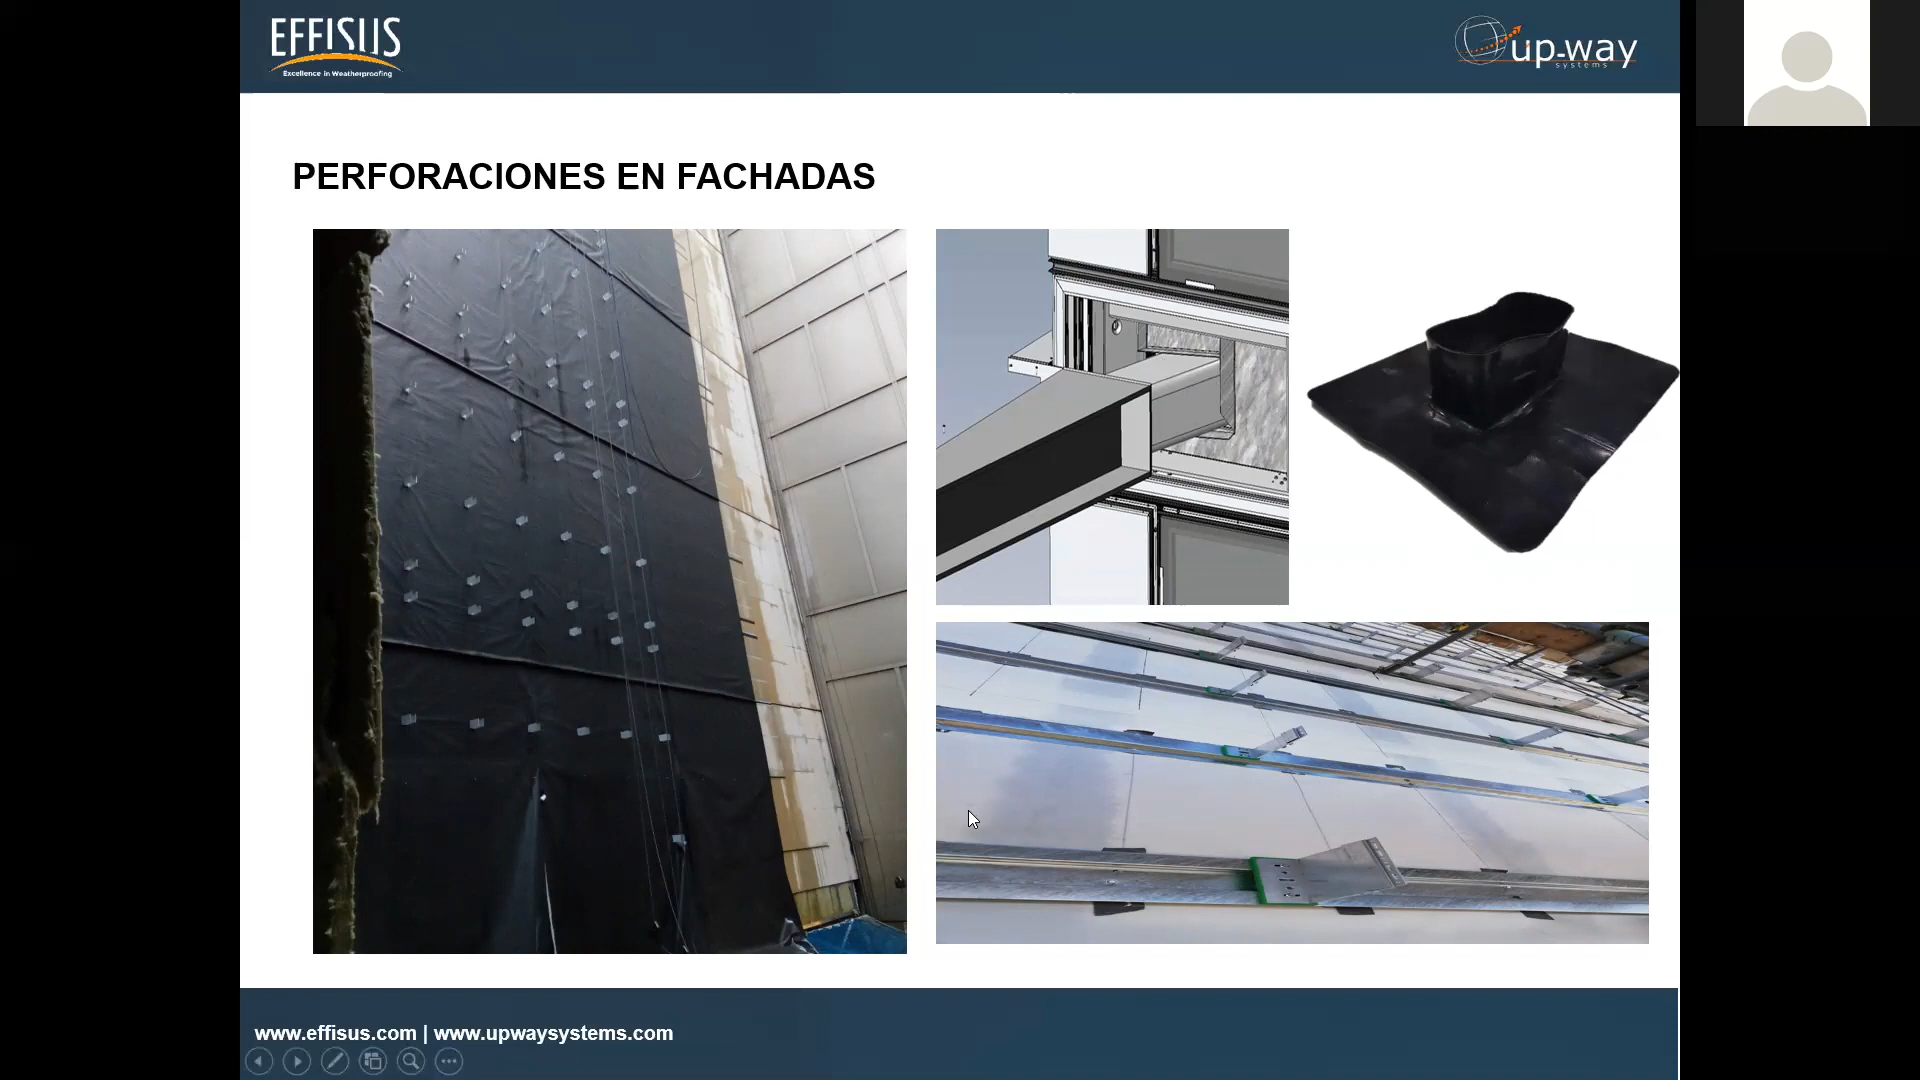 EFFISUS
Excellence in Weatherproofing
up-way
systems
PERFORACIONES EN FACHADAS
www.effisus.com | www.upwaysystems.com